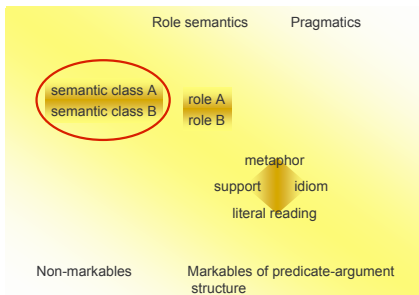 Role semantics Pragmatics
semantic class A
semantic class B
role A
role B
metaphor
support idiom
literal reading
Non-markables Markables of predicate-argument
structure